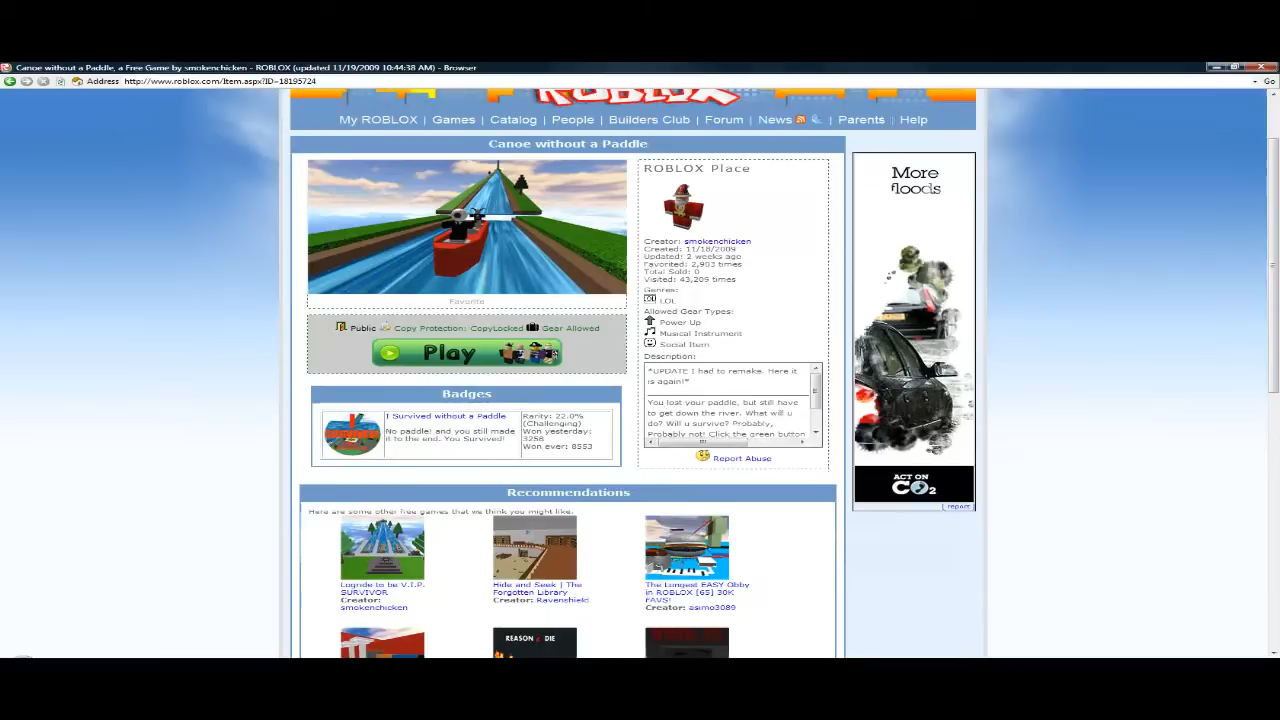 Canoe without a Paddle, a Free Game by smokenchicken - ROBLOX (updated 11/19/2009 10:44:38 AM) - Browser
Address http://www.roblox.com/Item.aspx?ID=18195724
Go
ROBLOX
My ROBLOX | Games | Catalog | People | Builders Club | Forum | News | Parents | Help
Canoe without a Paddle
Favorite
Public Copy Protection: CopyLocked Gear Allowed
Play
Badges
I Survived without a Paddle
No paddle! and you still made
it to the end. You Survived!
Rarity: 22.0%
(Challenging)
Won yesterday:
3258
Won ever: 8553
ROBLOX Place
Creator: smokenchicken
Created: 11/18/2009
Updated: 2 weeks ago
Favorited: 2,903 times
Total Sold: 0
Visited: 43,209 times
Genres:
LOL
Allowed Gear Types:
Power Up
Musical Instrument
Social Item
Description:
*UPDATE I had to remake. Here it
is again!*
You lost your paddle, but still have
to get down the river. What will u
do? Will u survive? Probably,
Probably not! Click the green button
Report Abuse
More
floods
ACT ON
CO2
[ report
Recommendations
Here are some other free games that we think you might like.
Logride to be V.I.P.
SURVIVOR
Creator:
smokenchicken
Hide and Seek | The
Forgotten Library
Creator: Ravenshield
The Longest EASY Obby
in ROBLOX [65] 30K
FAVS!
Creator: asimo3089
REASON 2 DIE